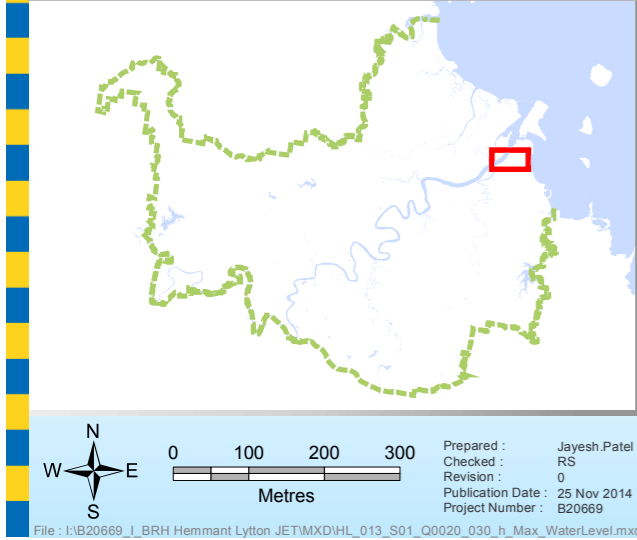 N
W E
S
0 100 200 300
Metres
Prepared : Jayesh.Patel
Checked : RS
Revision : 0
Publication Date : 25 Nov 2014
Project Number : B20669
File : I:\B20669_I_BRH Hemmant Lytton JET\MXD\HL_013_S01_Q0020_030_h_Max_WaterLevel.mxd